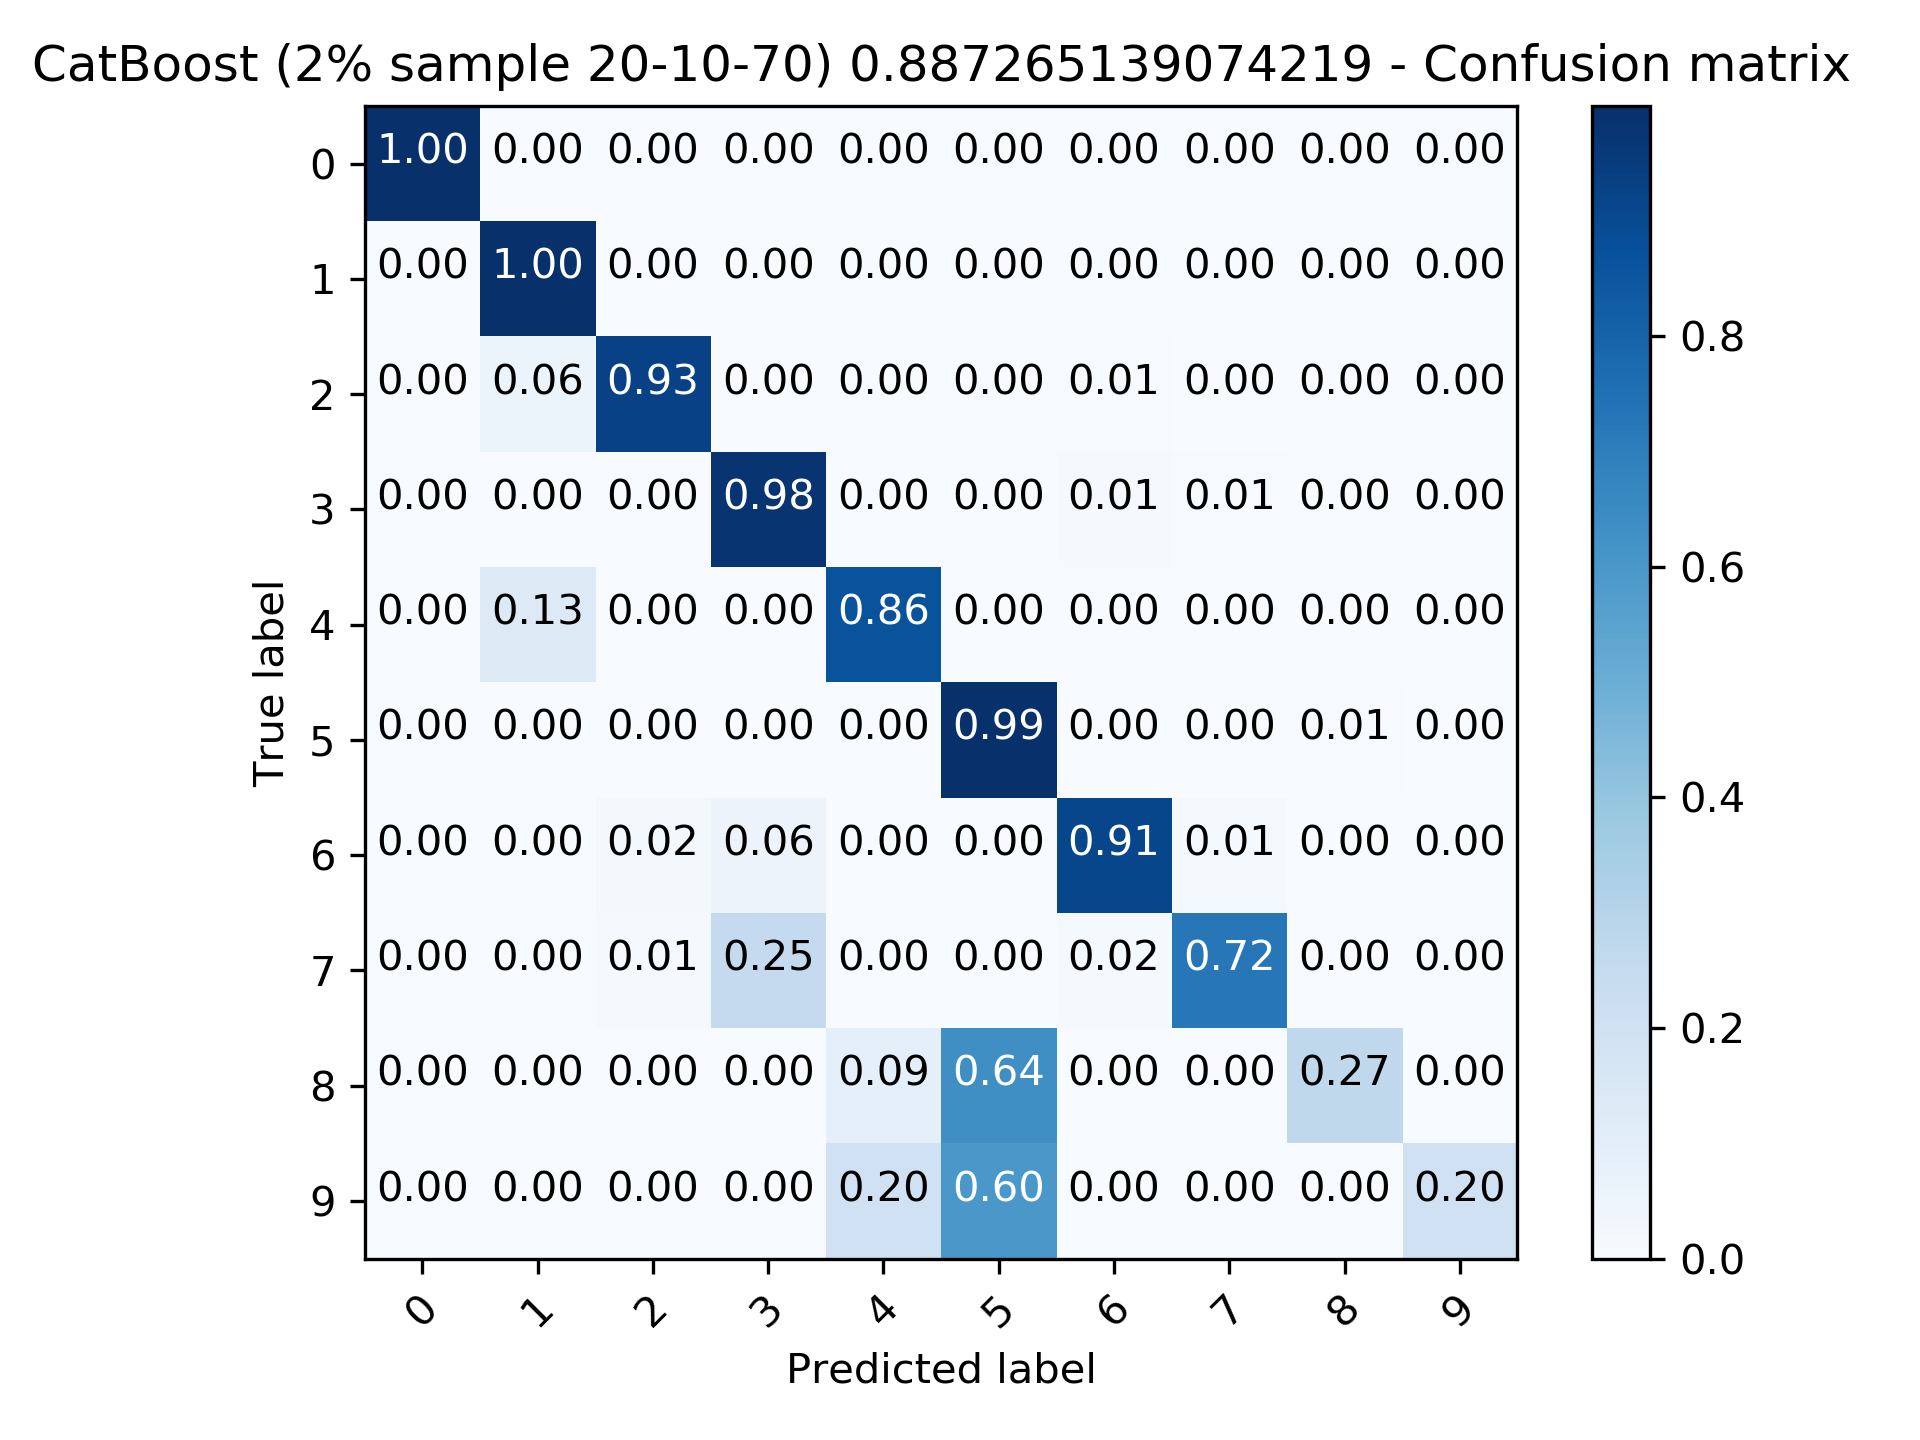 CatBoost (2% sample 20-10-70) 0.887265139074219 - Confusion matrix
0 1.00 0.00 0.00 0.00 0.00 0.00 0.00 0.00 0.00 0.00
1 0.00 1.00 0.00 0.00 0.00 0.00 0.00 0.00 0.00 0.00
2 0.00 0.06 0.93 0.00 0.00 0.00 0.01 0.00 0.00 0.00
3 0.00 0.00 0.00 0.98 0.00 0.00 0.01 0.01 0.00 0.00
4 0.00 0.13 0.00 0.00 0.86 0.00 0.00 0.00 0.00 0.00
5 0.00 0.00 0.00 0.00 0.00 0.99 0.00 0.00 0.01 0.00
6 0.00 0.00 0.02 0.06 0.00 0.00 0.91 0.01 0.00 0.00
7 0.00 0.00 0.01 0.25 0.00 0.00 0.02 0.72 0.00 0.00
8 0.00 0.00 0.00 0.00 0.09 0.64 0.00 0.00 0.27 0.00
9 0.00 0.00 0.00 0.00 0.20 0.60 0.00 0.00 0.00 0.20
0 1 2 3 4 5 6 7 8 9
Predicted label
True label
0.8
0.6
0.4
0.2
0.0